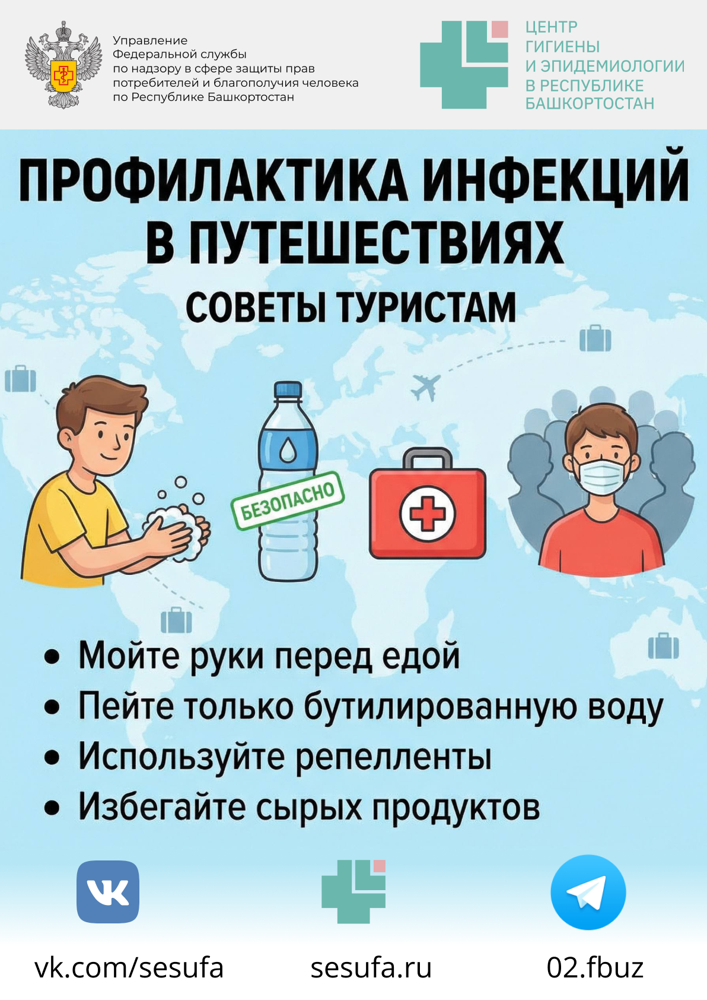 Управление
Федеральной службы
по надзору в сфере защиты прав
потребителей и благополучия человека
по Республике Башкортостан
ЦЕНТР
ГИГИЕНЫ
И ЭПИДЕМИОЛОГИИ
В РЕСПУБЛИКЕ
БАШКОРТОСТАН
ПРОФИЛАКТИКА ИНФЕКЦИЙ
В ПУТЕШЕСТВИЯХ
СОВЕТЫ ТУРИСТАМ
БЕЗОПАСНО
• Мойте руки перед едой
• Пейте только бутилированную воду
• Используйте репелленты
• Избегайте сырых продуктов
vk.com/sesufa
sesufa.ru
02.fbuz